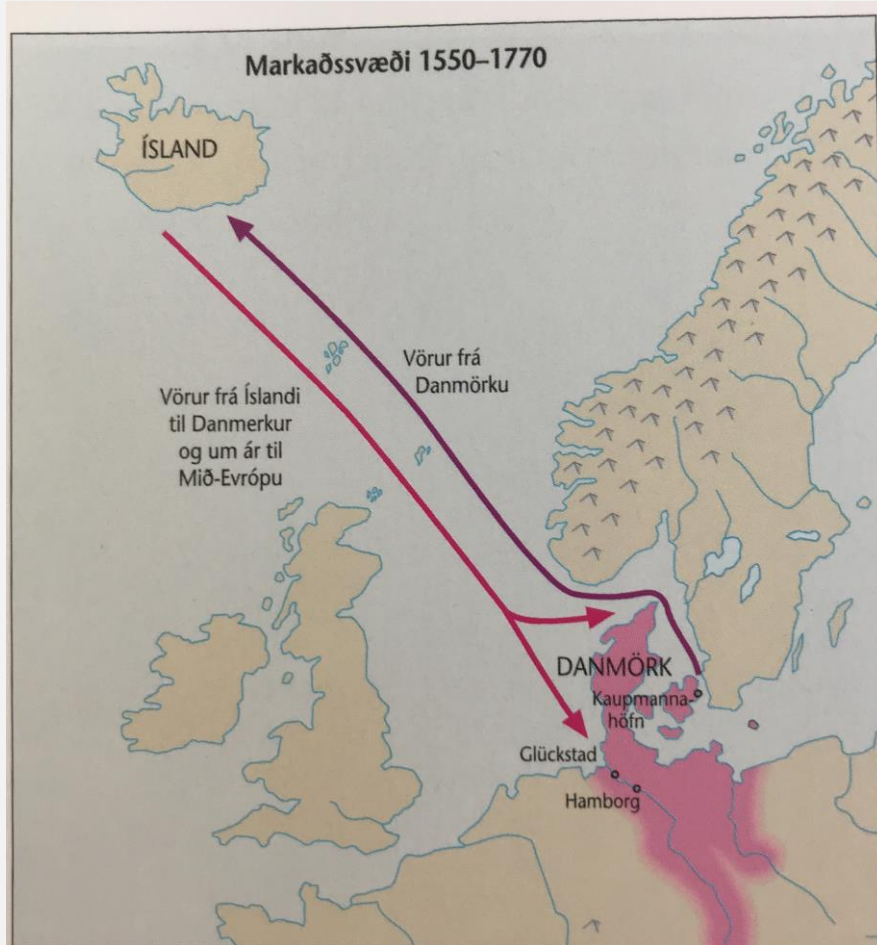 Markaðssvæði 1550–1770
ÍSLAND
Vörur frá
Danmörku
Vörur frá Íslandi
til Danmerkur
og um ár til
Mið-Evrópu
DANMÖRK
Kaupmanna-
höfn
Glückstad
Hamborg